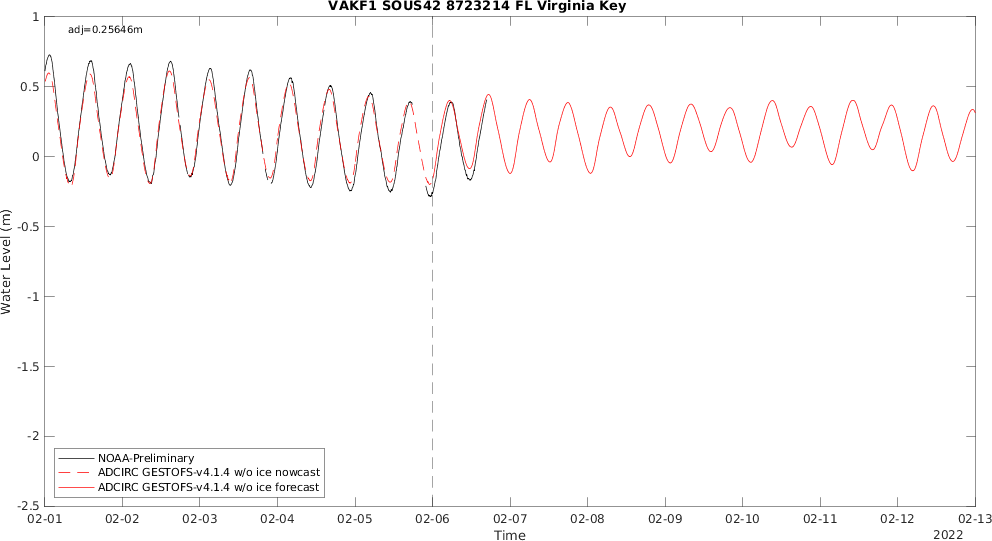 VAKF1 SOUS42 8723214 FL Virginia Key
adj=0.25646m
1
0.5
0
-0.5
-1
-1.5
-2
-2.5
Water Level (m)
NOAA-Preliminary
ADCIRC GESTOFS-v4.1.4 w/o ice nowcast
ADCIRC GESTOFS-v4.1.4 w/o ice forecast
02-01 02-02 02-03 02-04 02-05 02-06 02-07 02-08 02-09 02-10 02-11 02-12 02-13
Time
2022